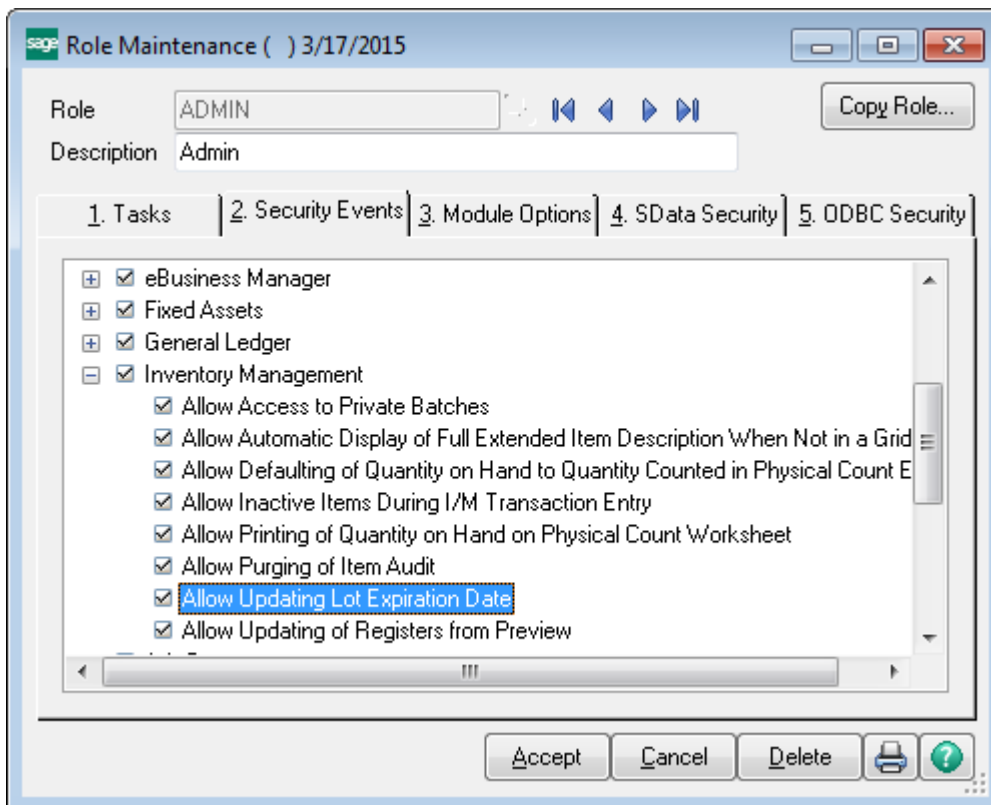 sage Role Maintenance ( ) 3/17/2015
Role ADMIN Copy Role...
Description Admin
1. Tasks 2. Security Events 3. Module Options 4. SData Security 5. ODBC Security
eBusiness Manager
Fixed Assets
General Ledger
Inventory Management
Allow Access to Private Batches
Allow Automatic Display of Full Extended Item Description When Not in a Grid
Allow Defaulting of Quantity on Hand to Quantity Counted in Physical Count E
Allow Inactive Items During I/M Transaction Entry
Allow Printing of Quantity on Hand on Physical Count Worksheet
Allow Purging of Item Audit
Allow Updating Lot Expiration Date
Allow Updating of Registers from Preview
Accept Cancel Delete ?